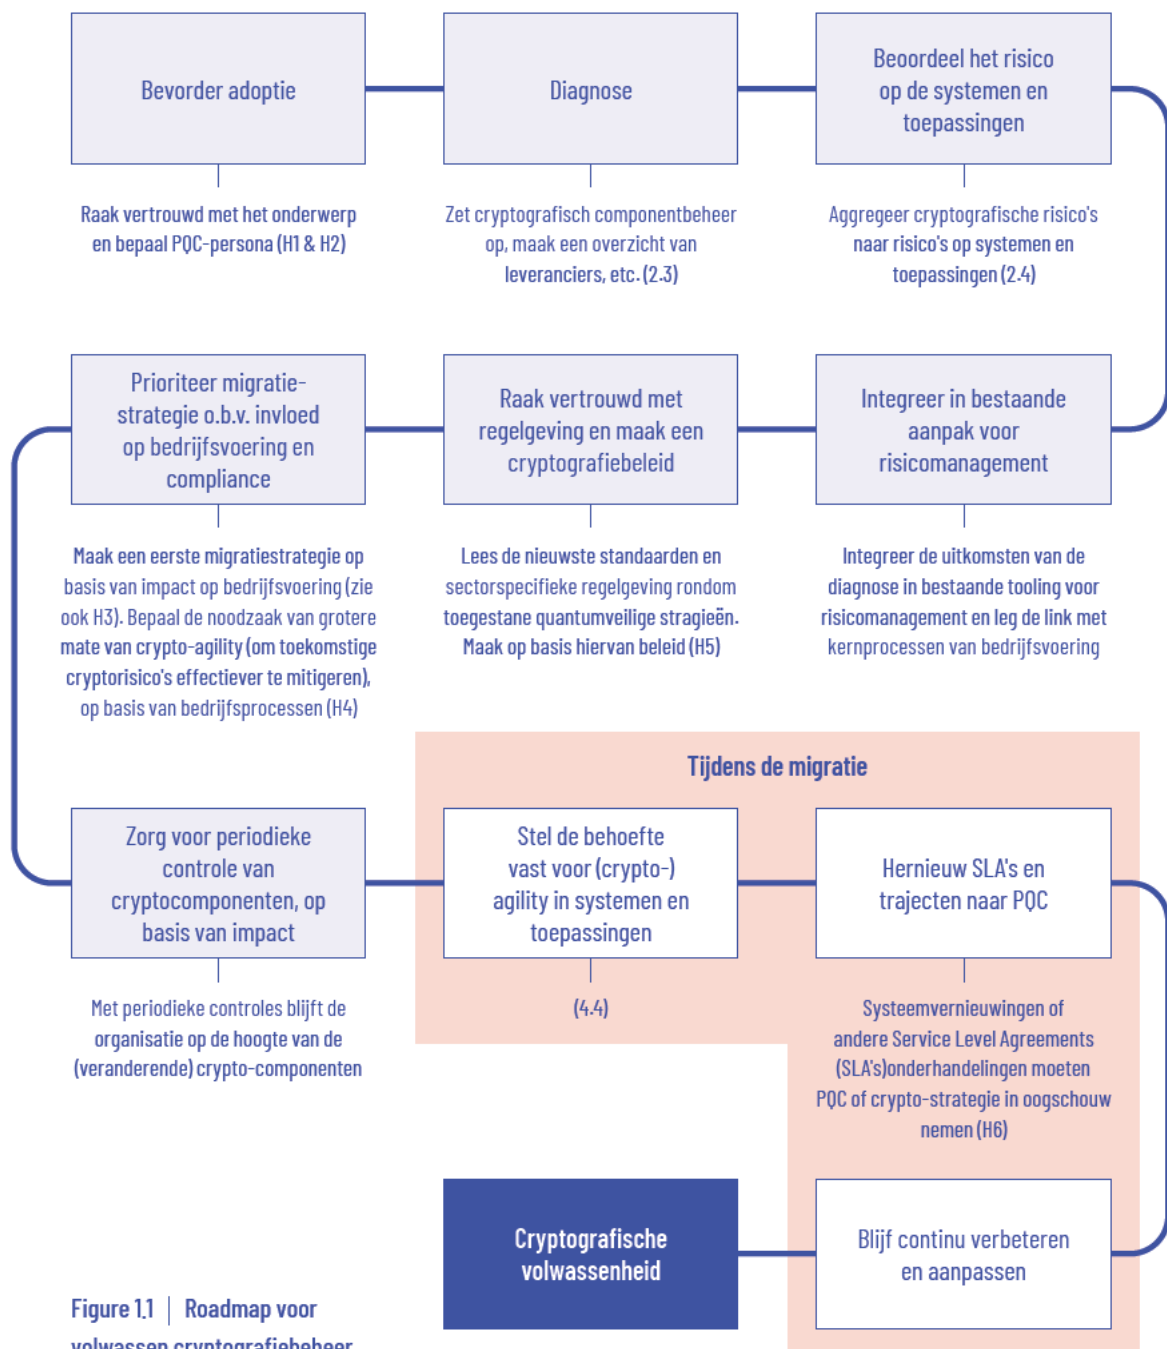 Bevorder adoptie
Diagnose
Beoordeel het risico
op de systemen en
toepassingen
Raak vertrouwd met het onderwerp
en bepaal PQC-persona (H1 & H2)
Zet cryptografisch componentbeheer
op, maak een overzicht van
leveranciers, etc. (2.3)
Aggregeer cryptografische risico's
naar risico's op systemen en
toepassingen (2.4)
Prioriteer migratie-
strategie o.b.v. invloed
op bedrijfsvoering en
compliance
Raak vertrouwd met
regelgeving en maak een
cryptografiebeleid
Integreer in bestaande
aanpak voor
risicomanagement
Maak een eerste migratiestrategie op
basis van impact op bedrijfsvoering (zie
ook H3). Bepaal de noodzaak van grotere
mate van crypto-agility (om toekomstige
cryptorisico's effectiever te mitigeren),
op basis van bedrijfsprocessen (H4)
Lees de nieuwste standaarden en
sectorspecifieke regelgeving rondom
toegestane quantumveilige stragieën.
Maak op basis hiervan beleid (H5)
Integreer de uitkomsten van de
diagnose in bestaande tooling voor
risicomanagement en leg de link met
kernprocessen van bedrijfsvoering
Tijdens de migratie
Zorg voor periodieke
controle van
cryptocomponenten, op
basis van impact
Stel de behoefte
vast voor (crypto-)
agility in systemen en
toepassingen
Hernieuw SLA's en
trajecten naar PQC
Met periodieke controles blijft de
organisatie op de hoogte van de
(veranderende) crypto-componenten
(4.4)
Systeemvernieuwingen of
andere Service Level Agreements
(SLA's)onderhandelingen moeten
PQC of crypto-strategie in oogschouw
nemen (H6)
Cryptografische
volwassenheid
Blijf continu verbeteren
en aanpassen
Figure 1.1 | Roadmap voor
volwassen cryptografiebeheer